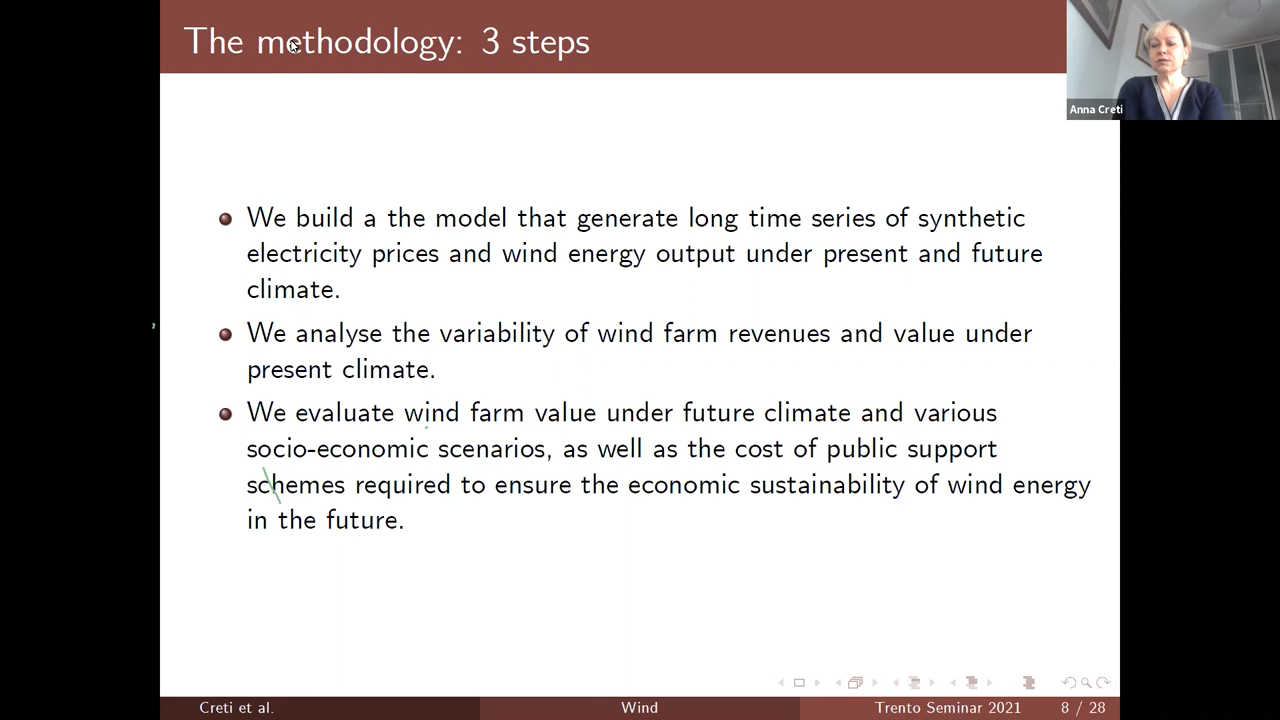 The methodology: 3 steps
Anna Creti
We build a the model that generate long time series of synthetic
electricity prices and wind energy output under present and future
climate.
We analyse the variability of wind farm revenues and value under
present climate.
We evaluate wind farm value under future climate and various
socio-economic scenarios, as well as the cost of public support
schemes required to ensure the economic sustainability of wind energy
in the future.
Creti et al. Wind Trento Seminar 2021 8 / 28